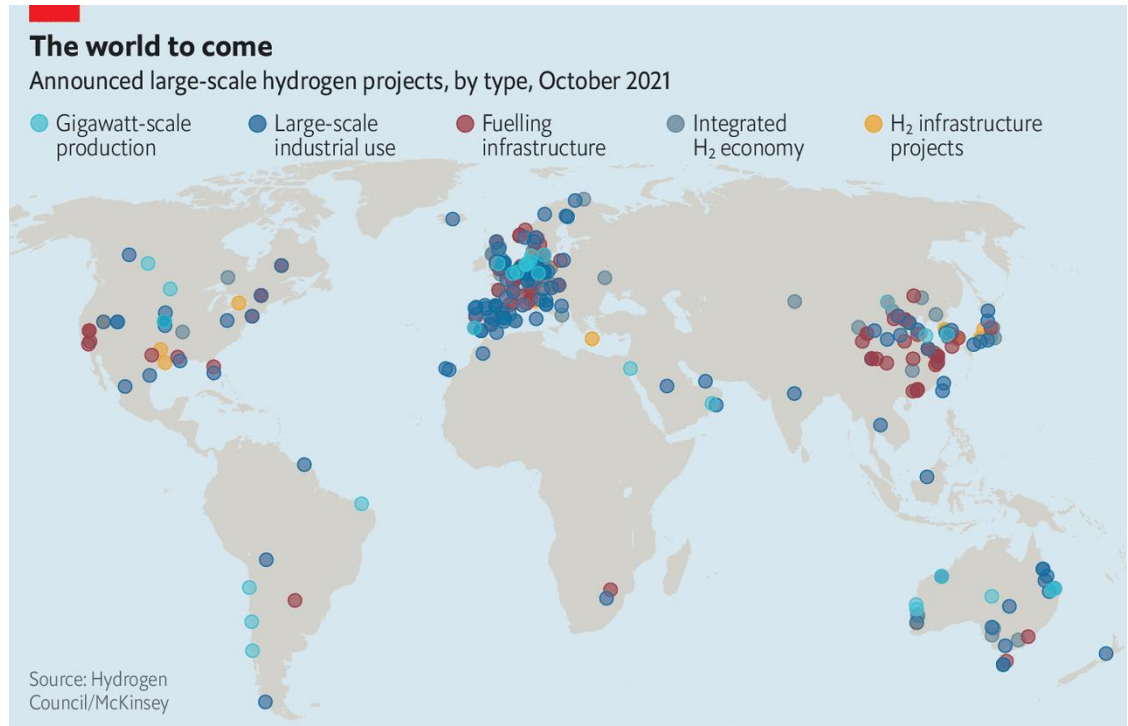 The world to come
Announced large-scale hydrogen projects, by type, October 2021
Gigawatt-scale
production
Large-scale
industrial use
Fuelling
infrastructure
Integrated
H₂ economy
H₂ infrastructure
projects
Source: Hydrogen
Council/McKinsey